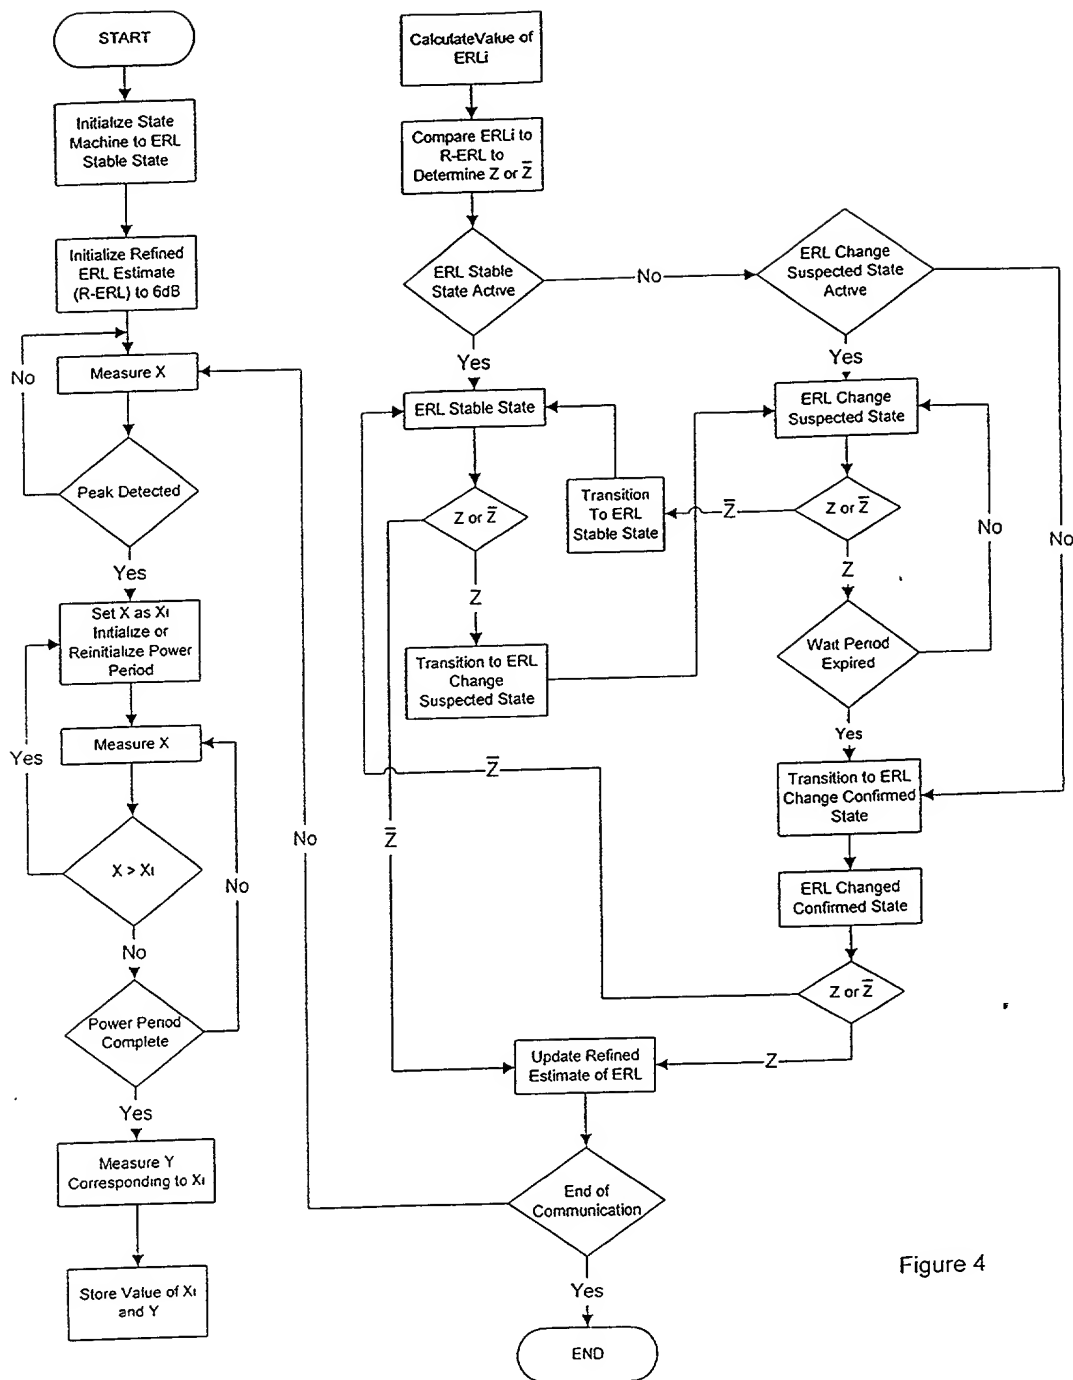 START
Initialize State
Machine to ERL
Stable State
Initialize Refined
ERL Estimate
(R-ERL) to 6dB
No
Measure X
Peak Detected
Yes
Set X as Xi
Initialize or
Reinitialize Power
Period
Yes
Measure X
X > Xi
No
No
Power Period
Complete
Yes
Measure Y
Corresponding to Xi
Store Value of Xi
and Y
No
Calculate Value of
ERLi
Compare ERLi to
R-ERL to
Determine Z or Z̅
ERL Stable
State Active
No
ERL Change
Suspected State
Active
Yes
Yes
ERL Stable State
ERL Change
Suspected State
Z or Z̅
Transition
To ERL
Stable State
Z̅
Z or Z̅
No
No
Z
Z
Transition to ERL
Change
Suspected State
Wait Period
Expired
Yes
Z̅
Transition to ERL
Change Confirmed
State
Z̅
ERL Changed
Confirmed State
Z or Z̅
Update Refined
Estimate of ERL
Z
End of
Communication
Yes
END
Figure 4